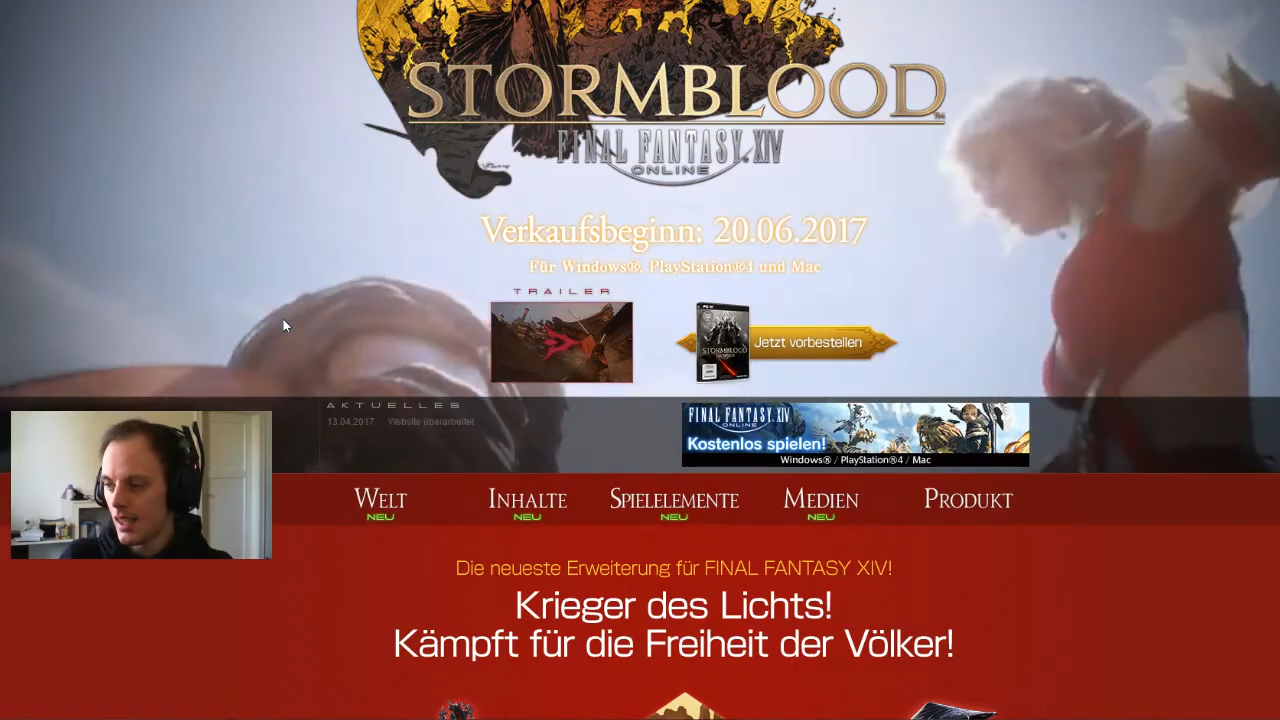 STORMBLOOD™
FINAL FANTASY XIV
ONLINE
Verkaufsbeginn: 20.06.2017
Für Windows®, PlayStation®4 und Mac
TRAILER
STORMBLOOD
Jetzt vorbestellen
AKTUELLES
13.04.2017 Website überarbeitet
FINAL FANTASY XIV
ONLINE
Kostenlos spielen!
Windows® / PlayStation®4 / Mac
WELT INHALTE SPIELELEMENTE MEDIEN PRODUKT
NEU NEU NEU NEU
Die neueste Erweiterung für FINAL FANTASY XIV!
Krieger des Lichts!
Kämpft für die Freiheit der Völker!